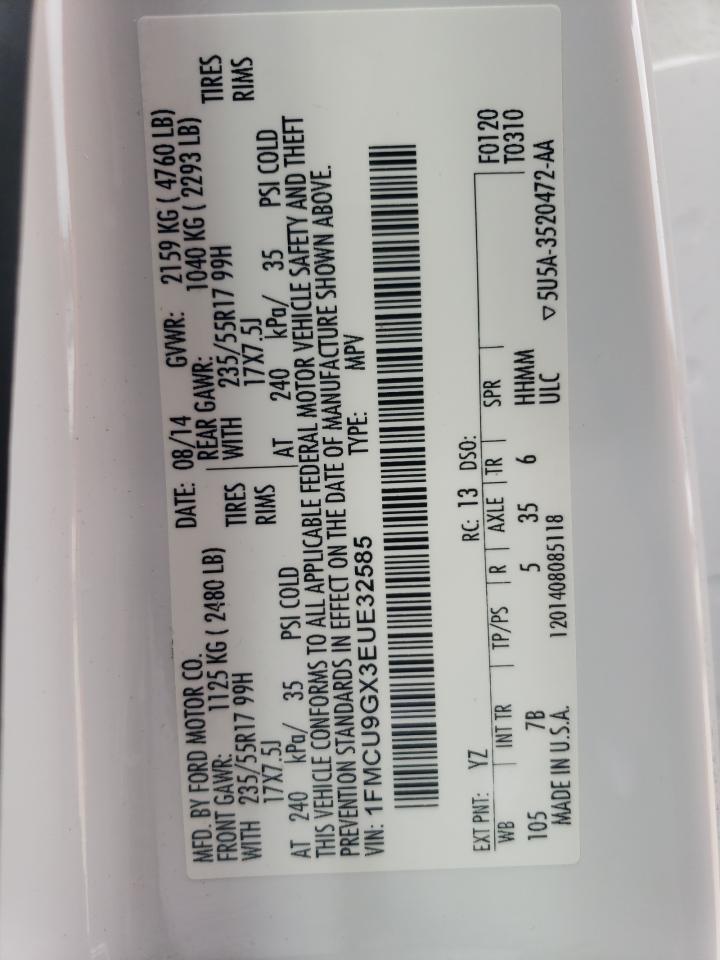 MFD. BY FORD MOTOR CO.
DATE: 08/14 GVWR: 2159 KG ( 4760 LB)
FRONT GAWR: 1125 KG ( 2480 LB) REAR GAWR: 1040 KG ( 2293 LB)
WITH 235/55R17 99H TIRES WITH 235/55R17 99H TIRES
17X7.5J RIMS 17X7.5J RIMS
AT 240 kPa/ 35 PSI COLD AT 240 kPa/ 35 PSI COLD
THIS VEHICLE CONFORMS TO ALL APPLICABLE FEDERAL MOTOR VEHICLE SAFETY AND THEFT
PREVENTION STANDARDS IN EFFECT ON THE DATE OF MANUFACTURE SHOWN ABOVE.
VIN: 1FMCU9GX3EUE32585 TYPE: MPV
EXT PNT: YZ RC: 13 DSO: F0120
WB INT TR TP/PS R AXLE TR SPR T0310
105 7B 5 35 6 HHMM
MADE IN U.S.A. 1201408085118 ULC ▽5U5A-3520472-AA